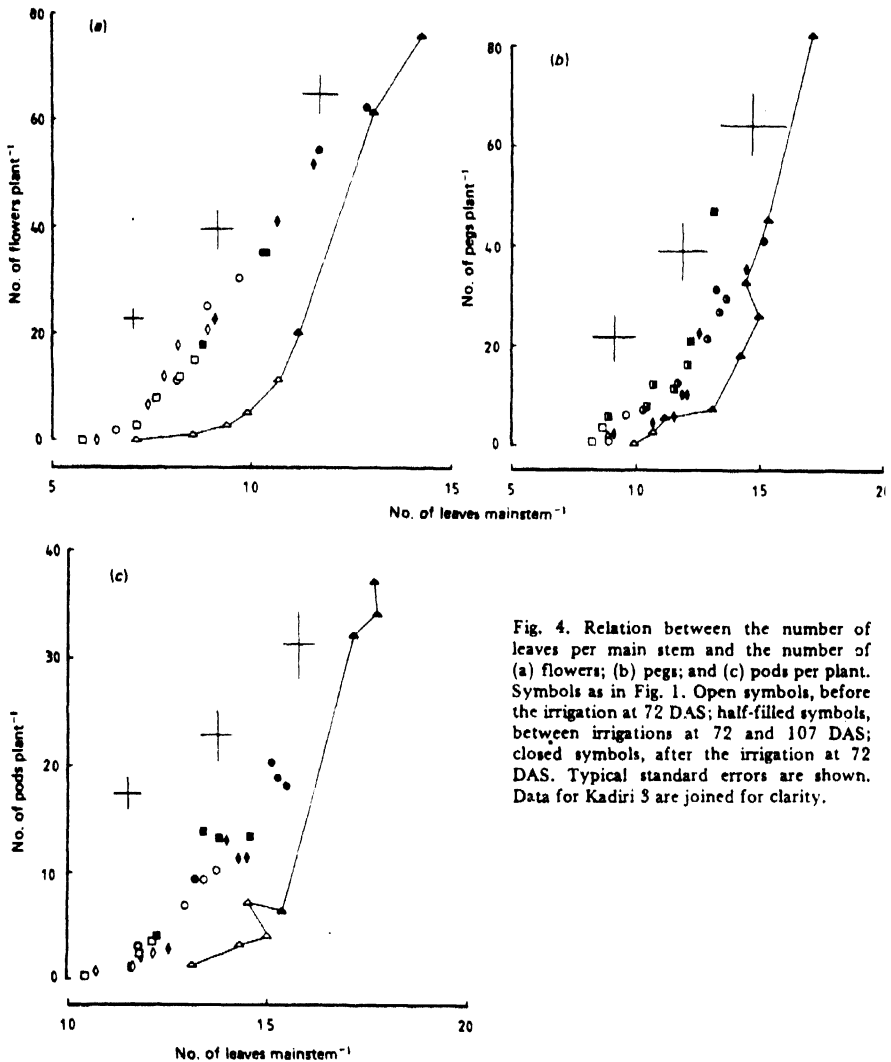 (a)
No. of flowers plant⁻¹
80
60
40
20
0
5
10
15
(b)
No. of pegs plant⁻¹
80
60
40
20
0
5
10
15
20
No. of leaves mainstem⁻¹
(c)
No. of pods plant⁻¹
40
30
20
10
0
10
15
20
No. of leaves mainstem⁻¹
Fig. 4. Relation between the number of
leaves per main stem and the number of
(a) flowers; (b) pegs; and (c) pods per plant.
Symbols as in Fig. 1. Open symbols, before
the irrigation at 72 DAS; half-filled symbols,
between irrigations at 72 and 107 DAS;
closed symbols, after the irrigation at 72
DAS. Typical standard errors are shown.
Data for Kadiri 3 are joined for clarity.